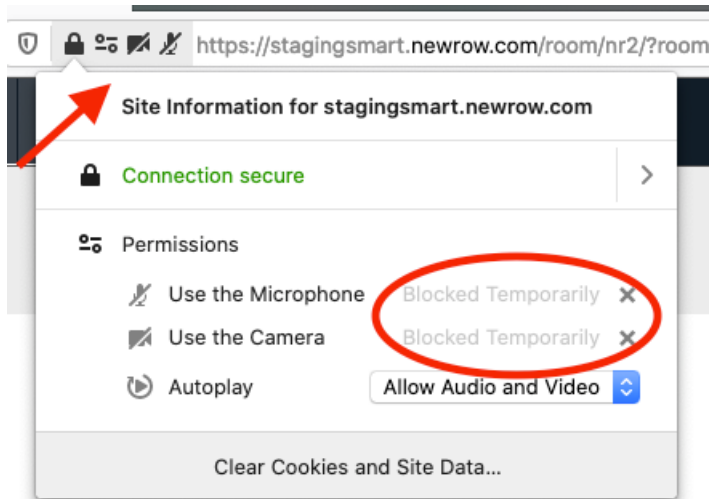 https://stagingsmart.newrow.com/room/nr2/?room
Site Information for stagingsmart.newrow.com
Connection secure
Permissions
Use the Microphone Blocked Temporarily
Use the Camera Blocked Temporarily
Autoplay Allow Audio and Video
Clear Cookies and Site Data...